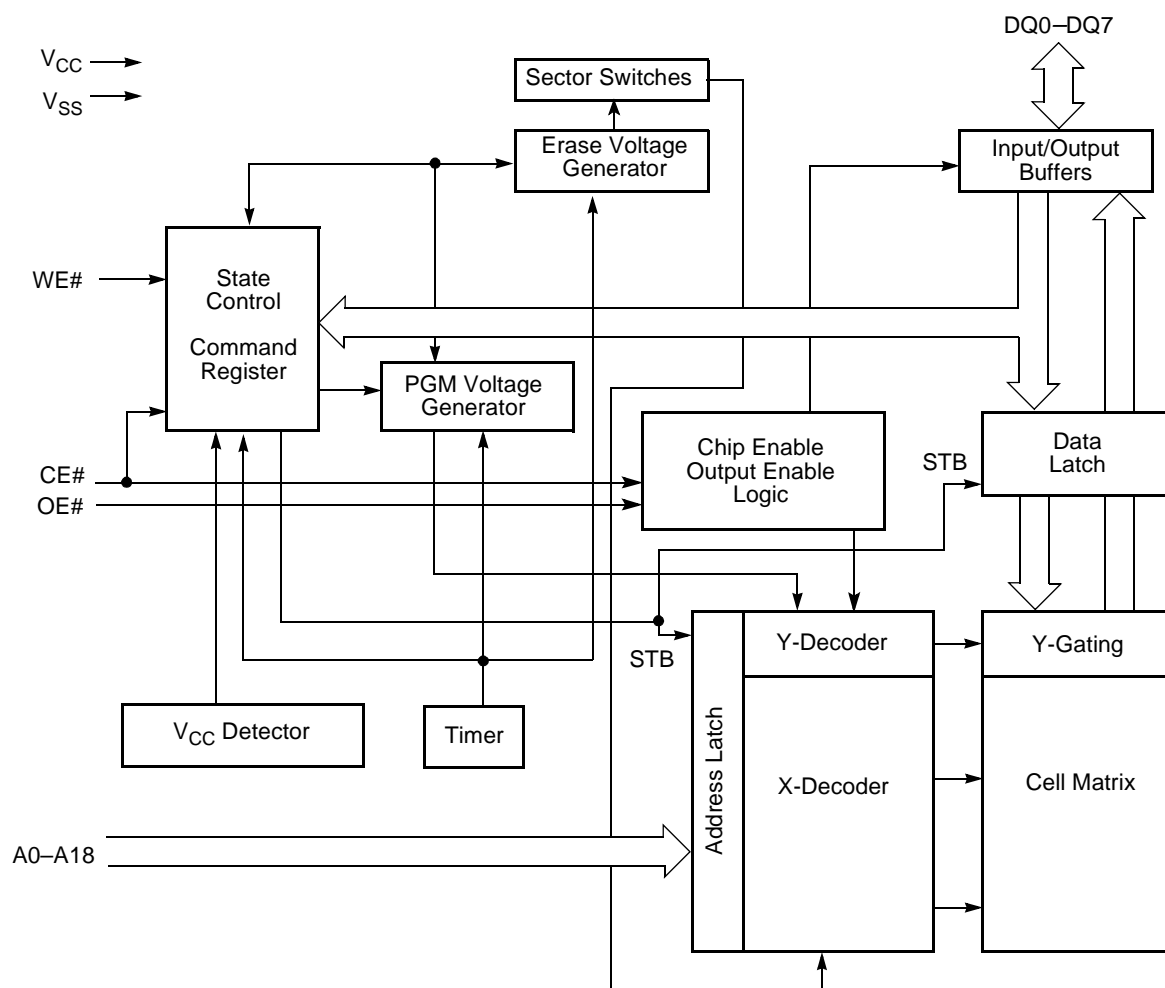 DQ0–DQ7
VCC
VSS
Sector Switches
Erase Voltage
Generator
Input/Output
Buffers
WE#
State
Control
Command
Register
PGM Voltage
Generator
Chip Enable
Output Enable
Logic
Data
Latch
STB
CE#
OE#
STB
Y-Decoder
Y-Gating
VCC Detector
Timer
Address Latch
X-Decoder
Cell Matrix
A0–A18